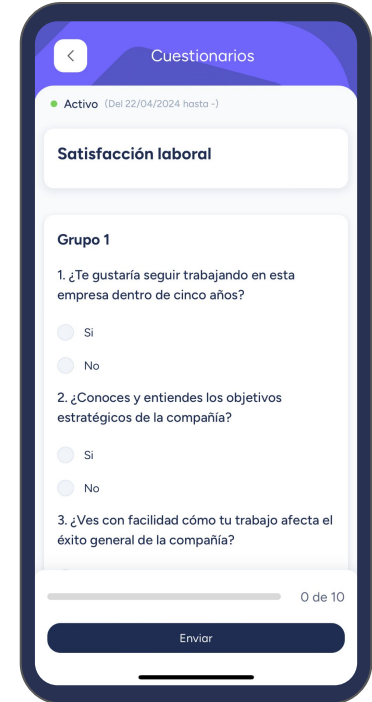 Cuestionarios
Activo (Del 22/04/2024 hasta -)
Satisfacción laboral
Grupo 1
1. ¿Te gustaría seguir trabajando en esta
empresa dentro de cinco años?
Si
No
2. ¿Conoces y entiendes los objetivos
estratégicos de la compañía?
Si
No
3. ¿Ves con facilidad cómo tu trabajo afecta el
éxito general de la compañía?
0 de 10
Enviar